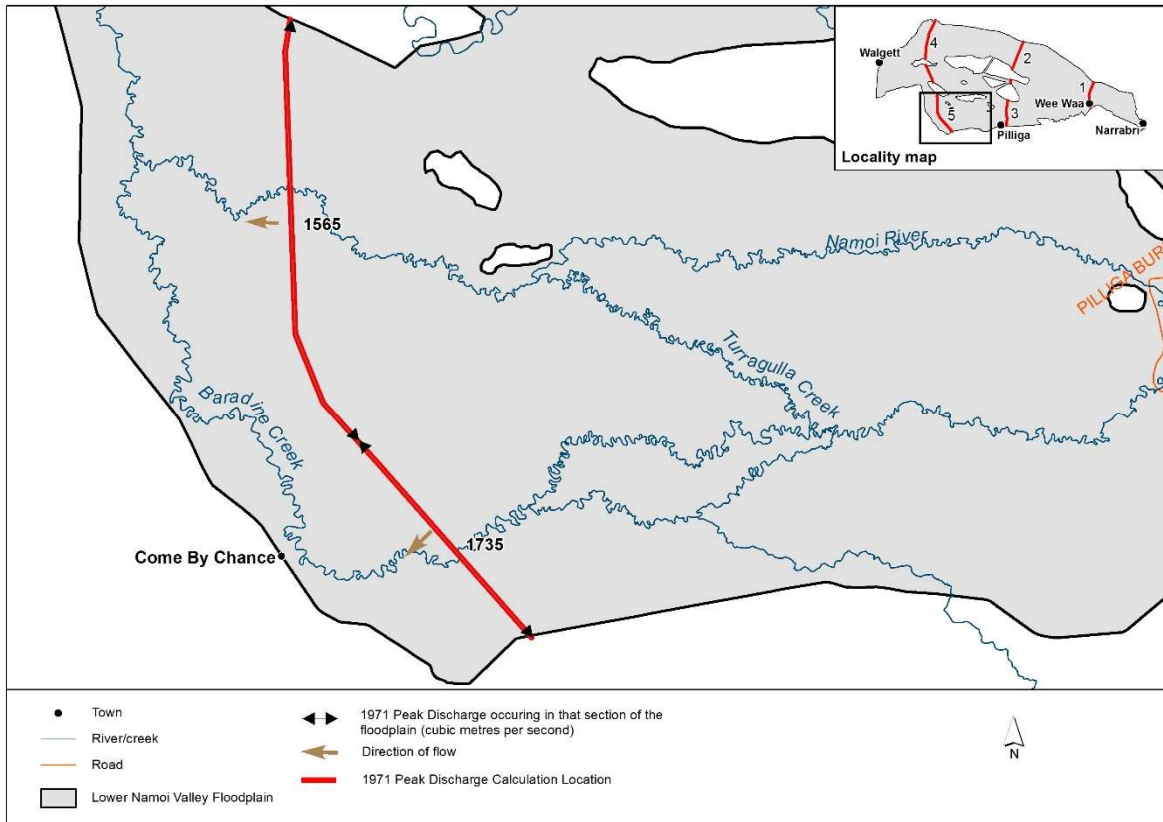 Walgett
4
2
1
Wee Waa
5
3
Pilliga
Narrabri
Locality map
1565
Namoi River
PILLIGA BUR
Turragulla Creek
Baradine Creek
1735
Come By Chance
Town
River/creek
Road
Lower Namoi Valley Floodplain
1971 Peak Discharge occuring in that section of the
floodplain (cubic metres per second)
Direction of flow
1971 Peak Discharge Calculation Location
N